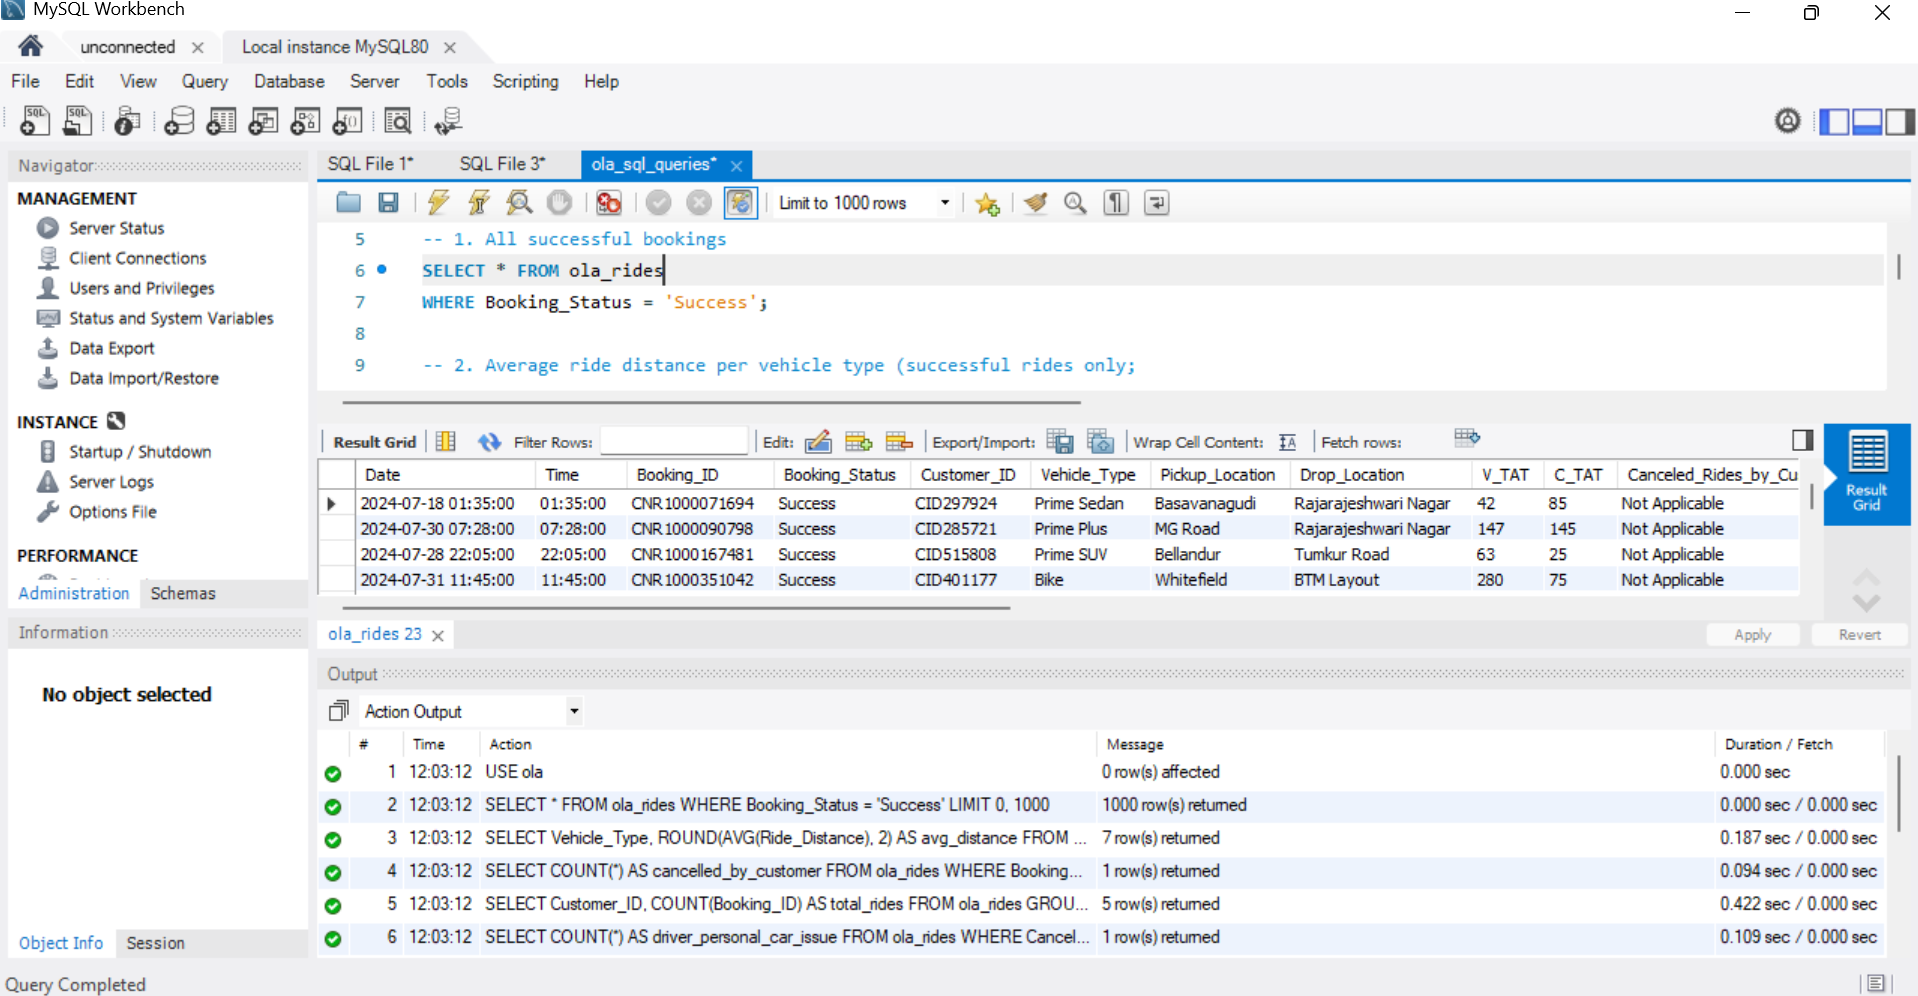 MySQL Workbench
unconnected
Local instance MySQL80
File Edit View Query Database Server Tools Scripting Help
Navigator
MANAGEMENT
Server Status
Client Connections
Users and Privileges
Status and System Variables
Data Export
Data Import/Restore
INSTANCE
Startup / Shutdown
Server Logs
Options File
PERFORMANCE
Administration Schemas
Information
No object selected
Object Info Session
SQL File 1* SQL File 3* ola_sql_queries*
Limit to 1000 rows
5 -- 1. All successful bookings
6 SELECT * FROM ola_rides
7 WHERE Booking_Status = 'Success';
8
9 -- 2. Average ride distance per vehicle type (successful rides only;
Result Grid Filter Rows: Edit: Export/Import: Wrap Cell Content: Fetch rows:
Date Time Booking_ID Booking_Status Customer_ID Vehicle_Type Pickup_Location Drop_Location V_TAT C_TAT Canceled_Rides_by_Cu
2024-07-18 01:35:00 01:35:00 CNR1000071694 Success CID297924 Prime Sedan Basavanagudi Rajarajeshwari Nagar 42 85 Not Applicable
2024-07-30 07:28:00 07:28:00 CNR1000090798 Success CID285721 Prime Plus MG Road Rajarajeshwari Nagar 147 145 Not Applicable
2024-07-28 22:05:00 22:05:00 CNR1000167481 Success CID515808 Prime SUV Bellandur Tumkur Road 63 25 Not Applicable
2024-07-31 11:45:00 11:45:00 CNR1000351042 Success CID401177 Bike Whitefield BTM Layout 280 75 Not Applicable
Result
Grid
ola_rides 23
Apply Revert
Output
Action Output
# Time Action Message Duration / Fetch
1 12:03:12 USE ola 0 row(s) affected 0.000 sec
2 12:03:12 SELECT * FROM ola_rides WHERE Booking_Status = 'Success' LIMIT 0, 1000 1000 row(s) returned 0.000 sec / 0.000 sec
3 12:03:12 SELECT Vehicle_Type, ROUND(AVG(Ride_Distance), 2) AS avg_distance FROM ... 7 row(s) returned 0.187 sec / 0.000 sec
4 12:03:12 SELECT COUNT(*) AS cancelled_by_customer FROM ola_rides WHERE Booking... 1 row(s) returned 0.094 sec / 0.000 sec
5 12:03:12 SELECT Customer_ID, COUNT(Booking_ID) AS total_rides FROM ola_rides GROU... 5 row(s) returned 0.422 sec / 0.000 sec
6 12:03:12 SELECT COUNT(*) AS driver_personal_car_issue FROM ola_rides WHERE Cancel... 1 row(s) returned 0.109 sec / 0.000 sec
Query Completed